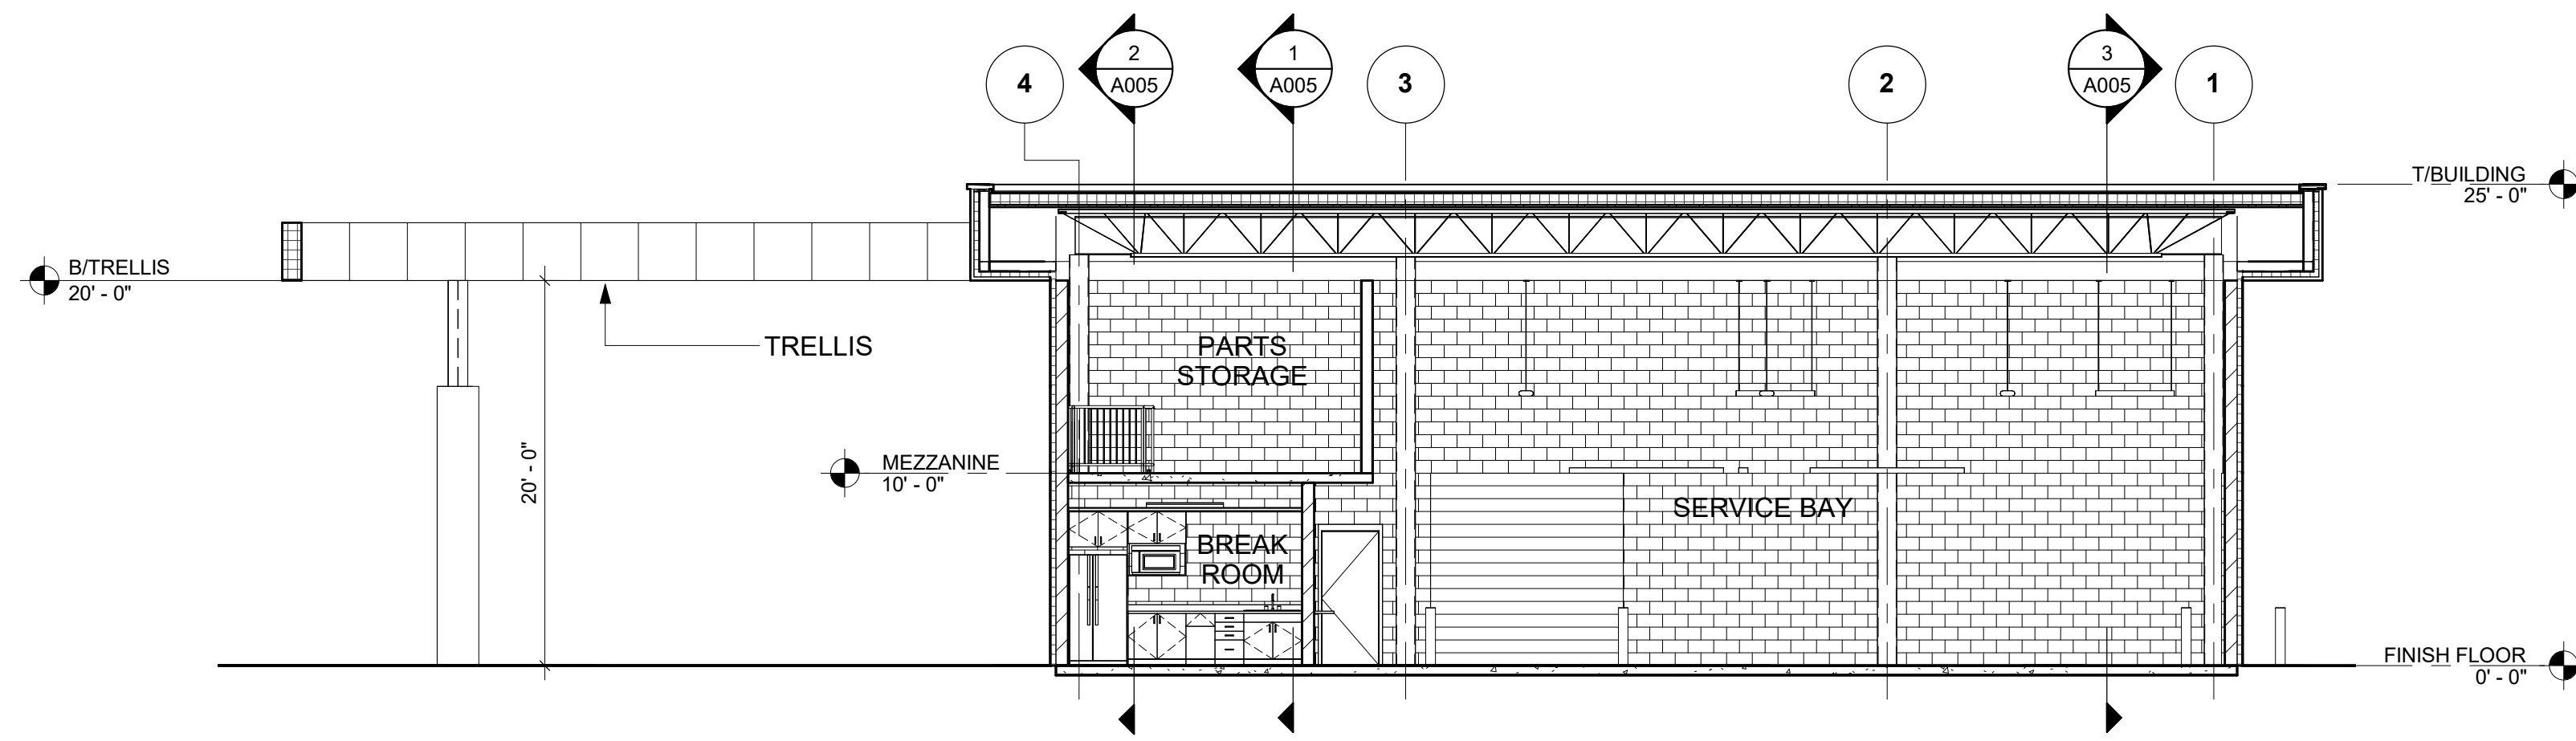 4
2
A005
1
A005
3
2
3
A005
1
T/BUILDING
25' - 0"
B/TRELLIS
20' - 0"
TRELLIS
PARTS
STORAGE
20' - 0"
MEZZANINE
10' - 0"
SERVICE BAY
BREAK
ROOM
FINISH FLOOR
0' - 0"